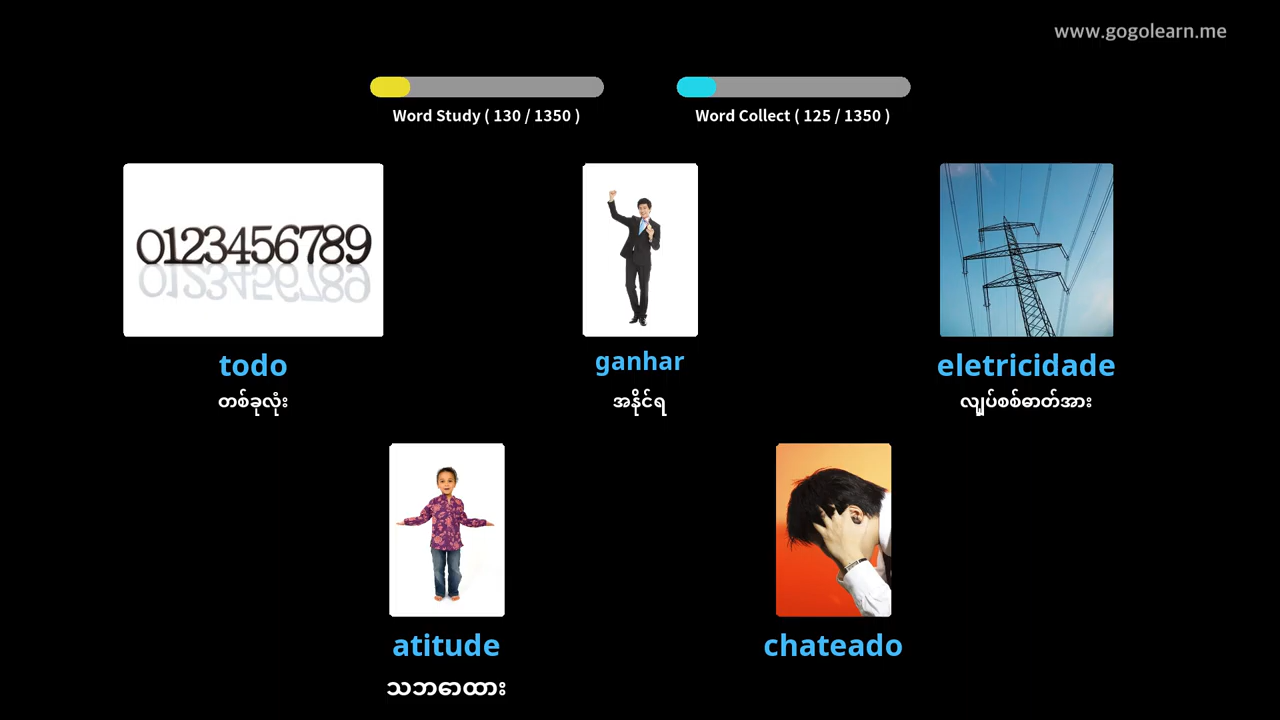 www.gogolearn.me
Word Study ( 130 / 1350 )
Word Collect ( 125 / 1350 )
0123456789
todo
တစ်ခုလုံး
ganhar
အနိုင်ရ
eletricidade
လျှပ်စစ်ဓာတ်အား
atitude
သဘောထား
chateado